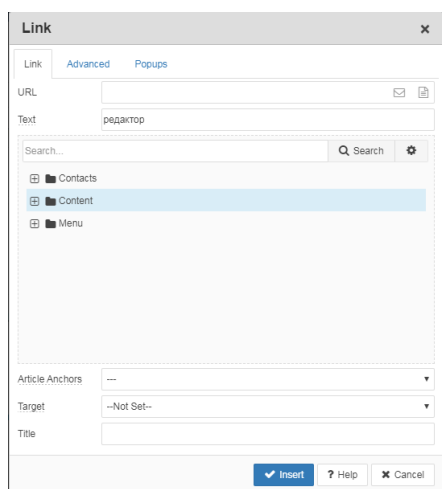 Link
Link Advanced Popups
URL
Text редактор
Search... Search
Contacts
Content
Menu
Article Anchors ---
Target --Not Set--
Title
Insert ? Help Cancel